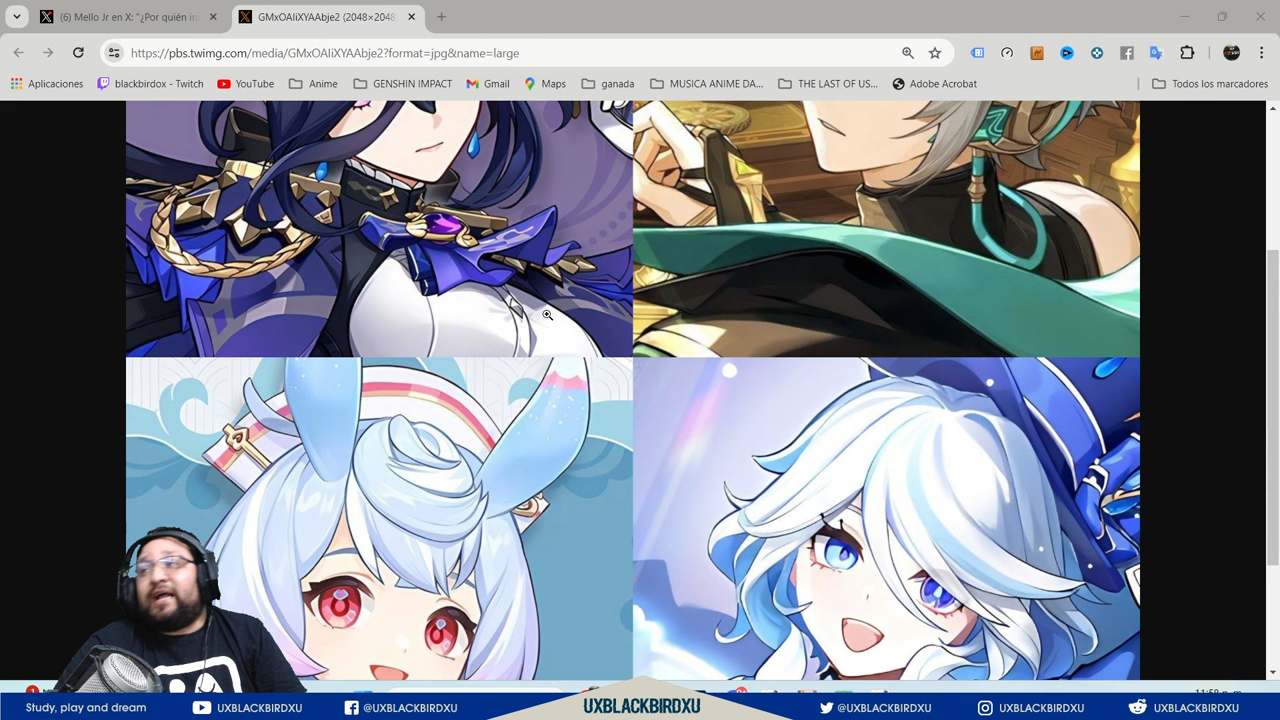 (6) Mello Jr en X: "¿Por quién ir
GMxOAIiXYAAbje2 (2048×2048
https://pbs.twimg.com/media/GMxOAIiXYAAbje2?format=jpg&name=large
Aplicaciones
blackbirdox - Twitch
YouTube
Anime
GENSHIN IMPACT
Gmail
Maps
ganada
MUSICA ANIME DA...
THE LAST OF US...
Adobe Acrobat
Todos los marcadores
Study, play and dream
UXBLACKBIRDXU
@UXBLACKBIRDXU
UXBLACKBIRDXU
@UXBLACKBIRDXU
UXBLACKBIRDXU
UXBLACKBIRDXU